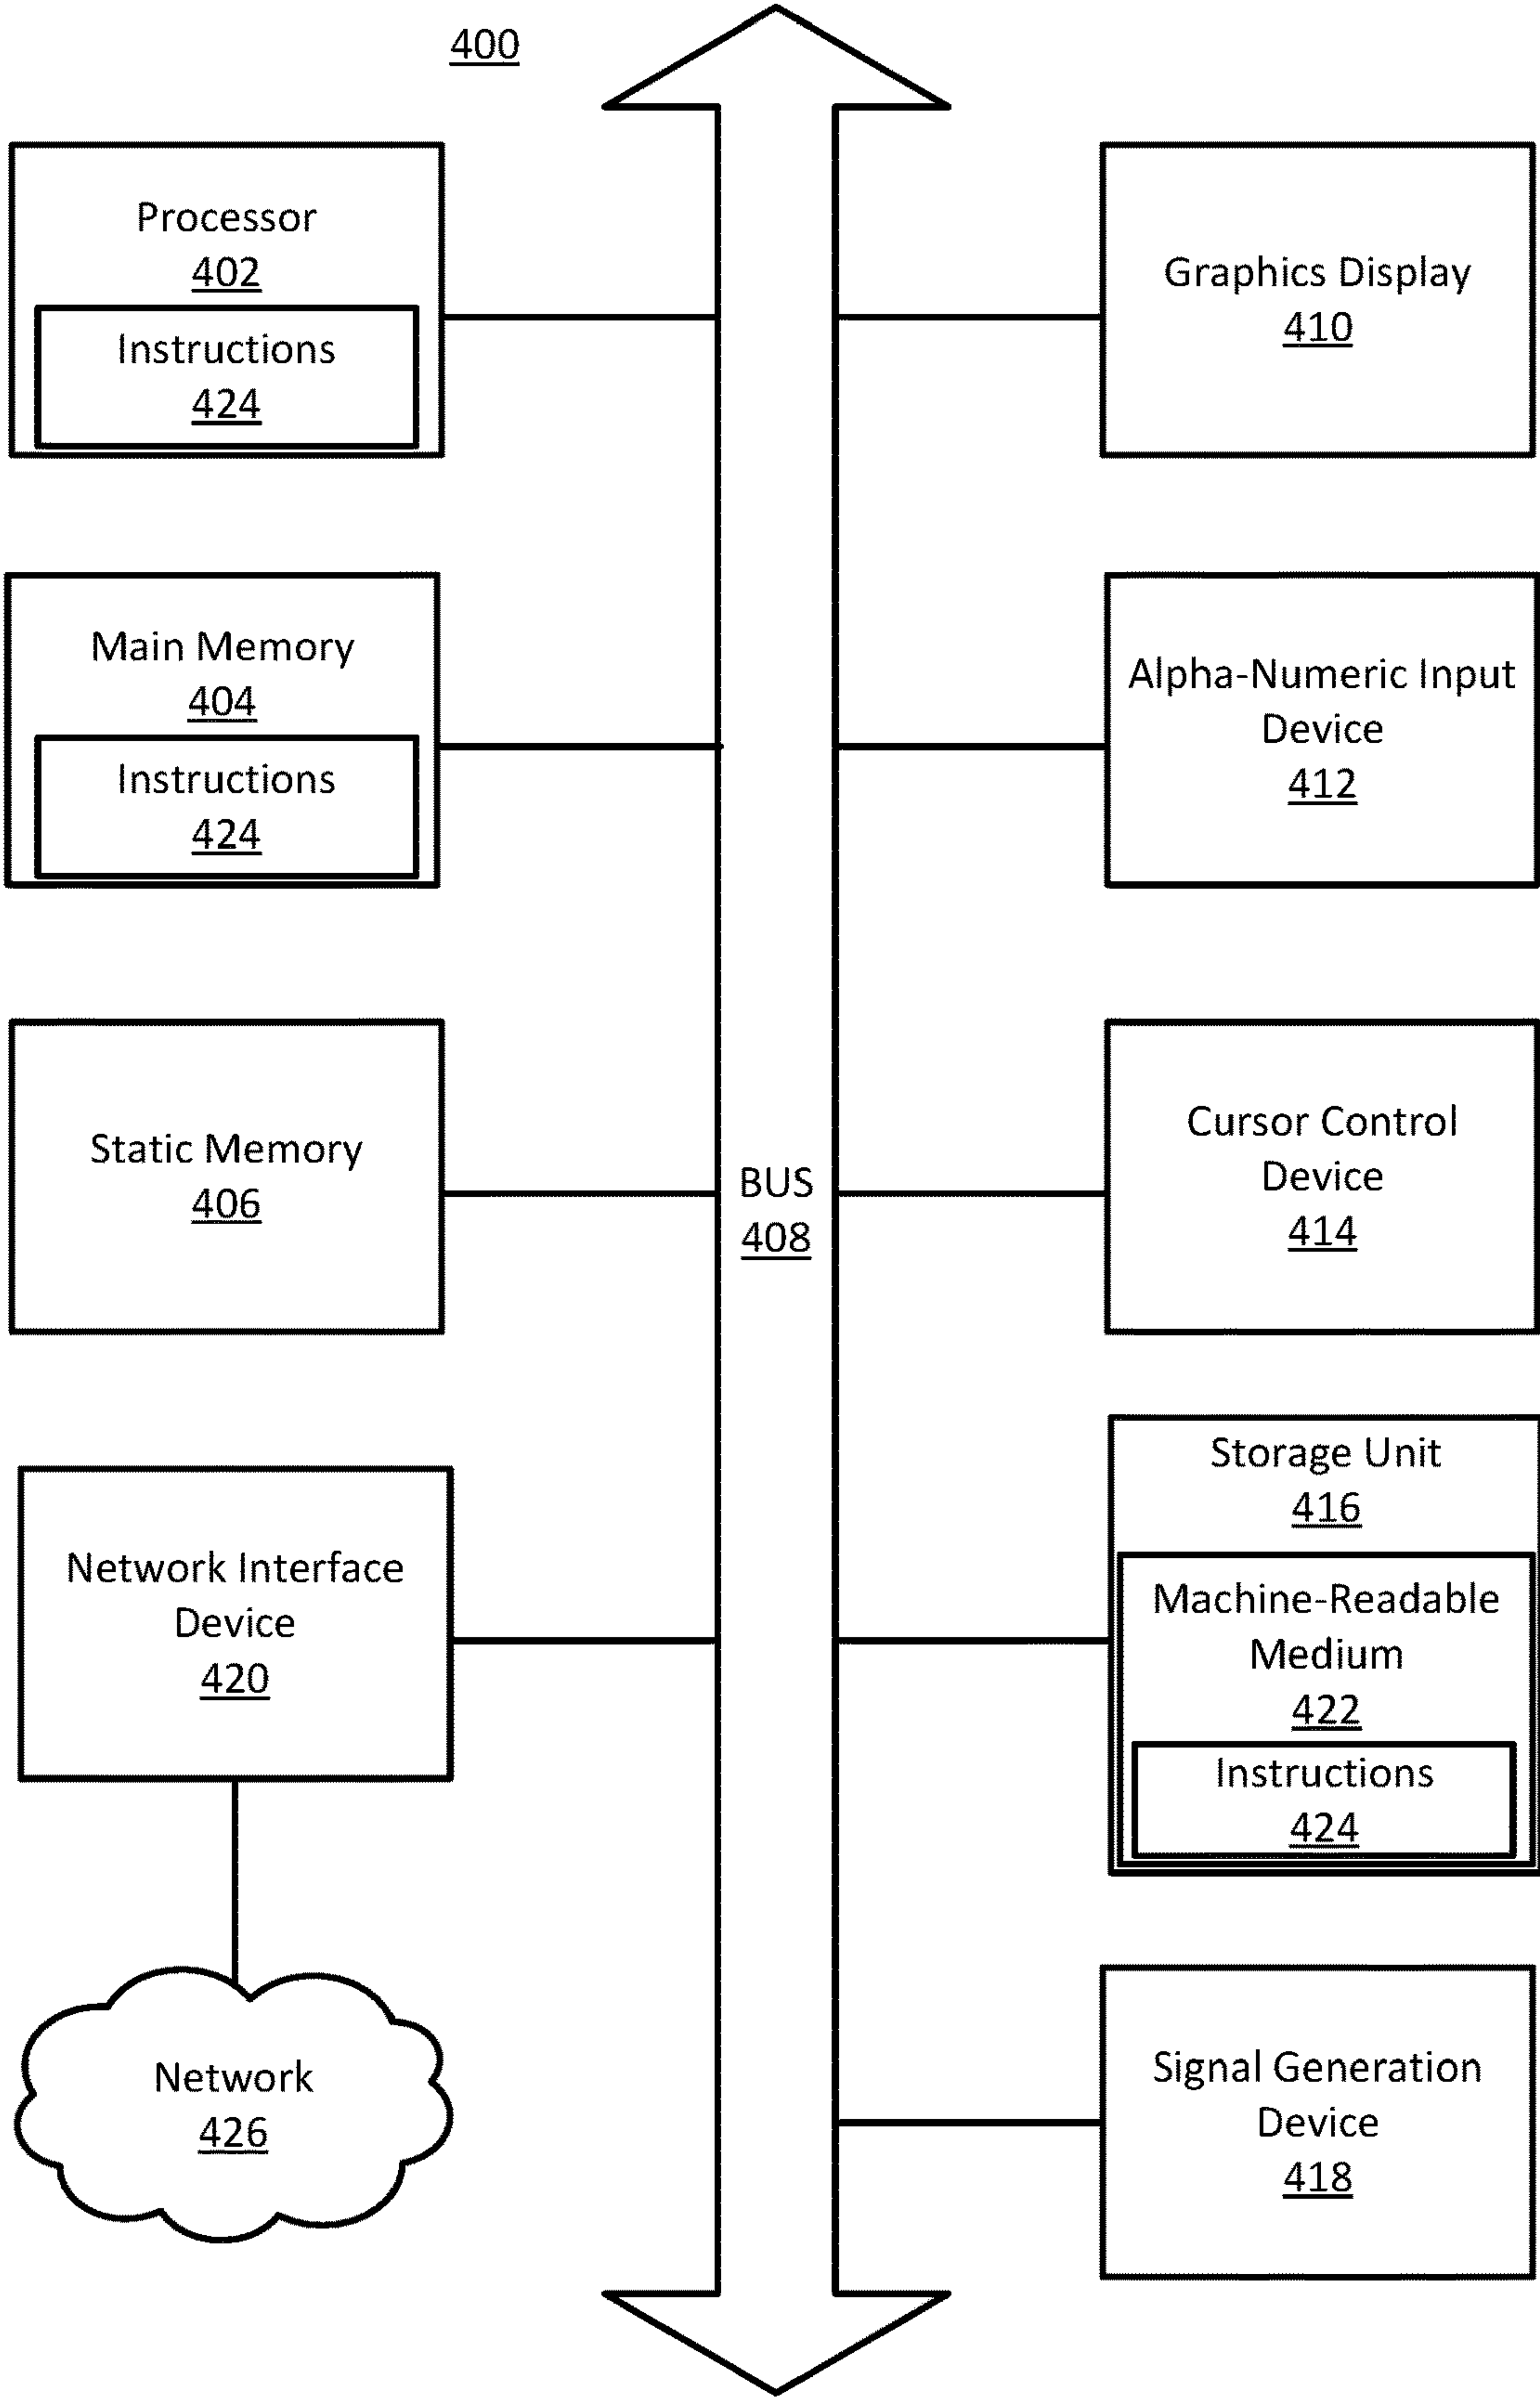 400
Processor
402
Instructions
424
Main Memory
404
Instructions
424
Static Memory
406
Network Interface
Device
420
Network
426
BUS
408
Graphics Display
410
Alpha-Numeric Input
Device
412
Cursor Control
Device
414
Storage Unit
416
Machine-Readable
Medium
422
Instructions
424
Signal Generation
Device
418